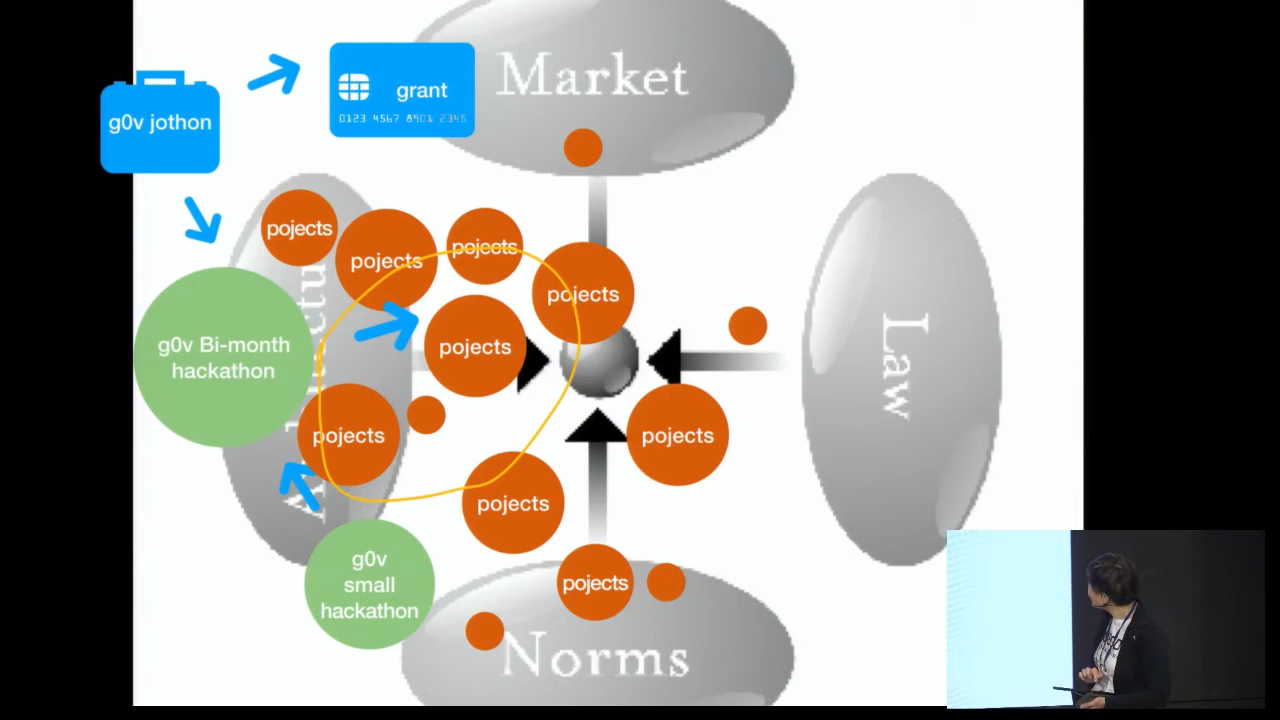 Market
grant
0123 4567 8901 2345
g0v jothon
pojects
pojects
pojects
pojects
g0v Bi-month
hackathon
pojects
Law
pojects
pojects
pojects
g0v
small
hackathon
pojects
Norms